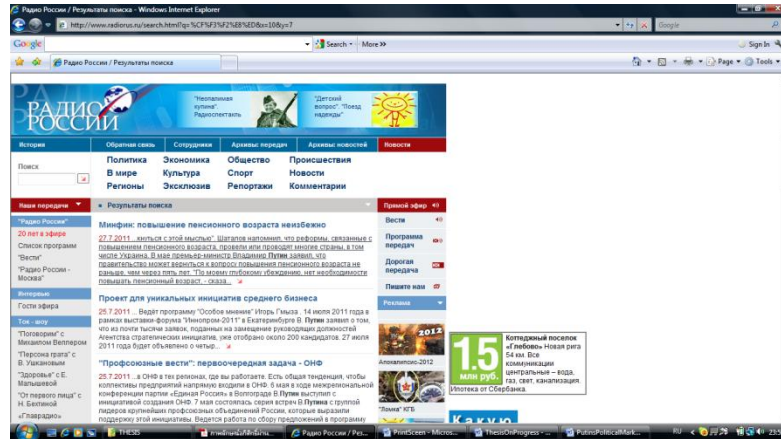 Радио России / Результаты поиска - Windows Internet Explorer
http://www.radiorus.ru/search.html?q=%CF%F3%F2%E8%ED&x=10&y=7
Google
Google
Search
More >>
Sign In
Радио России / Результаты поиска
Page
Tools
РАДИО РОССИИ
"Неопалимая
купина".
Радиоспектакль
"Детский
вопрос". "Поезд
надежды"
История
Обратная связь
Сотрудники
Архивы передач
Архивы новостей
Новости
Поиск
Политика Экономика Общество Происшествия
В мире Культура Спорт Новости
Регионы Эксклюзив Репортажи Комментарии
Наши передачи
"Радио России"
20 лет в эфире
Список программ
"Вести"
"Радио России -
Москва"
Интервью
Гости эфира
Ток - шоу
"Поговорим" с
Михаилом Веллером
"Персона грата" с
В. Ушкановым
"Здоровье" с Е.
Малышевой
"От первого лица" с
Н. Бехтиной
«Главрадио»
Результаты поиска
Минфин: повышение пенсионного возраста неизбежно
27.7.2011 ...яниться с этой мыслью". Шаталов напомнил, что реформы, связанные с
повышением пенсионного возраста, провели или проводят многие страны, в том
числе Украина. В мае премьер-министр Владимир Путин заявил, что
правительство может вернуться к вопросу повышения пенсионного возраста не
раньше, чем через пять лет. "По моему глубокому убеждению, нет необходимости
повышать пенсионный возраст, - сказа...
Проект для уникальных инициатив среднего бизнеса
25.7.2011 ... Ведёт программу "Особое мнение" Игорь Гмыза . 14 июля 2011 года в
рамках выставки-форума "Иннопром-2011" в Екатеринбурге В. Путин заявил о том,
что из почти тысячи заявок, поданных на замещение руководящих должностей
Агентства стратегических инициатив, уже отобрано около 200 кандидатов. 27 июля
2011 года будет объявлено о четыр...
"Профсоюзные вести": первоочередная задача - ОНФ
25.7.2011 ...в ОНФ в тех регионах, где вы работаете. Есть общая тенденция, чтобы
коллективы предприятий напрямую входили в ОНФ. 6 мая в ходе межрегиональной
конференции партии «Единая Россия» в Волгограде В.Путин выступил с
инициативой создания ОНФ. 7 мая состоялась серия встреч В.Путина с группой
лидеров крупнейших профсоюзных объединений России, которые выразили
поддержку этой инициативы. Ведется работа по сбору предложений в программу
Прямой эфир
Вести
Программа
передач
Дорогая
передача
Пишите нам
Реклама
2012
Апокалипсис-2012
"Ломка" КГБ
1.5
млн руб.
Коттеджный поселок
«Глебово» Новая рига
54 км. Все
коммуникации
центральные – вода,
газ, свет, канализация.
Ипотека от Сбербанка.
Какую
THESIS
Радио России / Рез...
PrintSceen - Micros...
ThesisOnProgress - ...
PutinsPoliticalMark...
RU